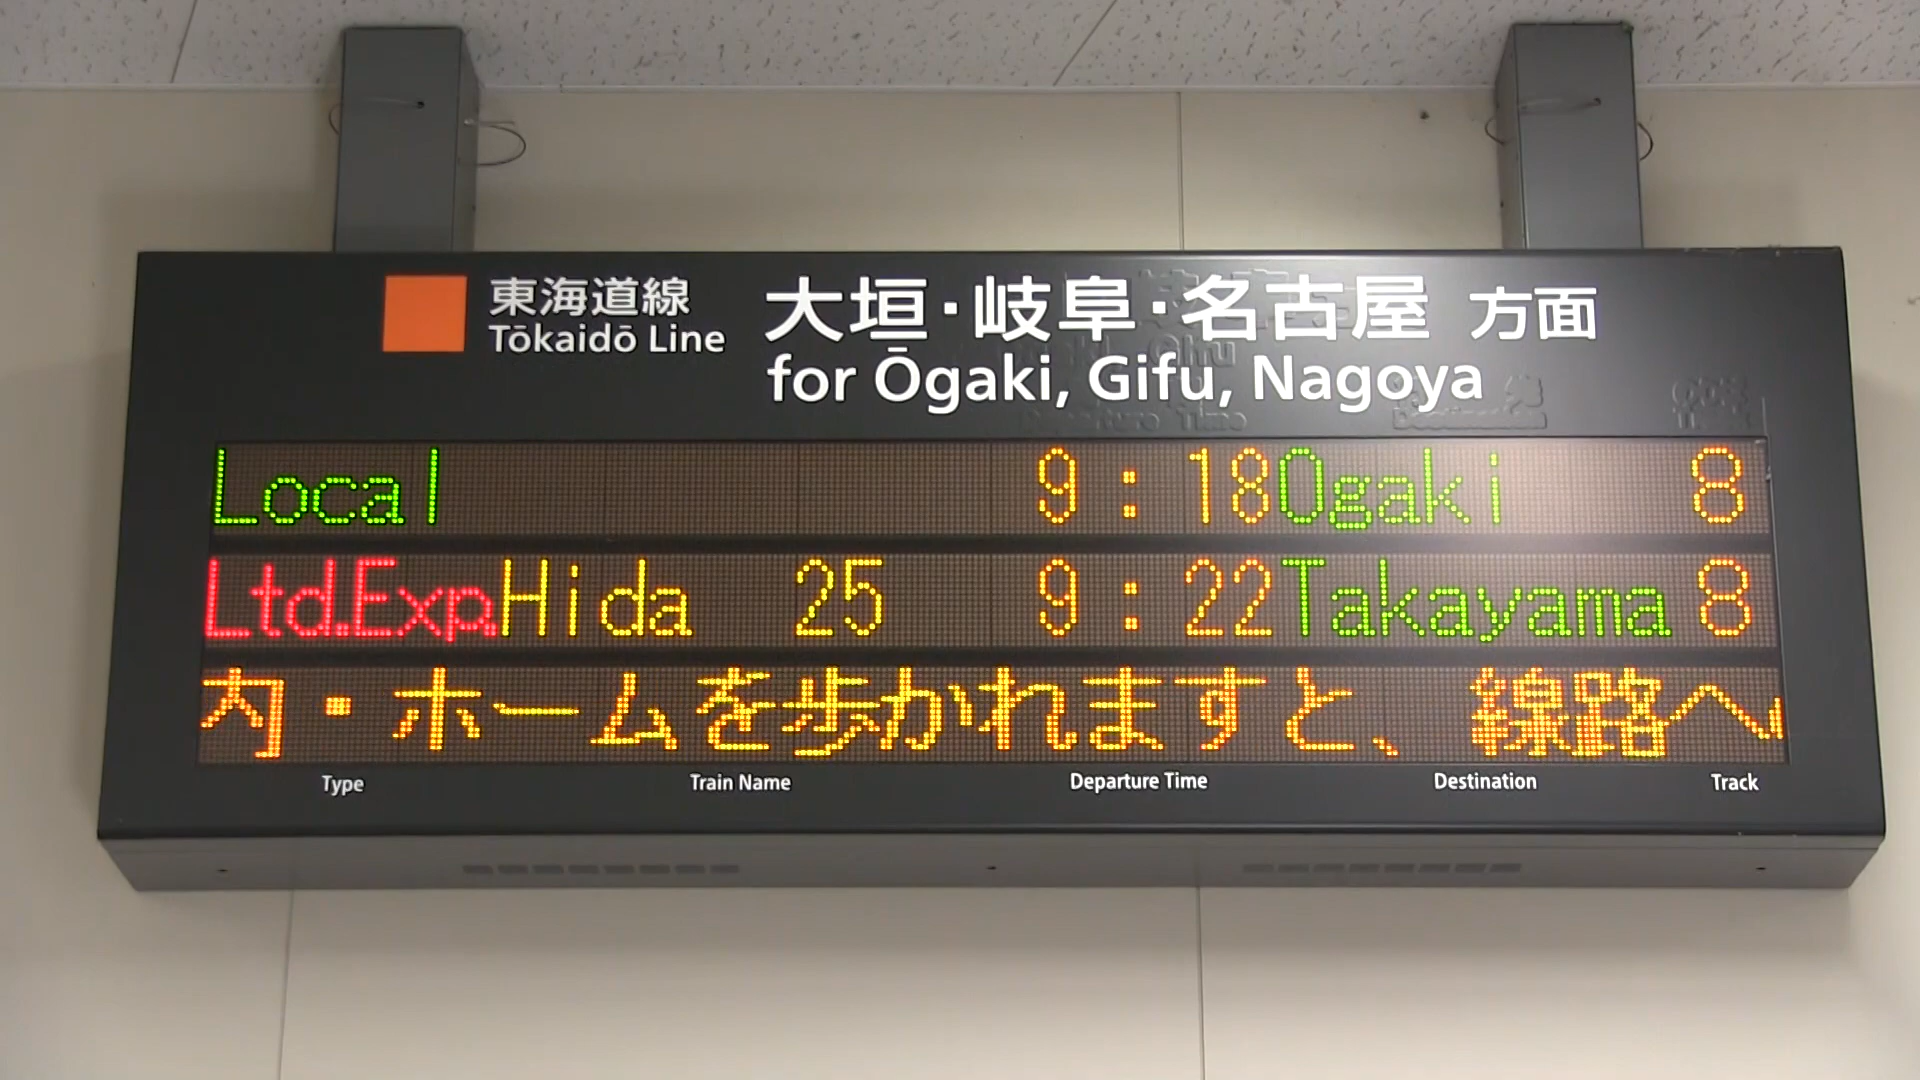 東海道線 大垣・岐阜・名古屋 方面
Tōkaidō Line for Ōgaki, Gifu, Nagoya
Local 9:18 Ogaki 8
Ltd.Exp. Hida 25 9:22 Takayama 8
内・ホームを歩かれますと、線路へ
Type Train Name Departure Time Destination Track